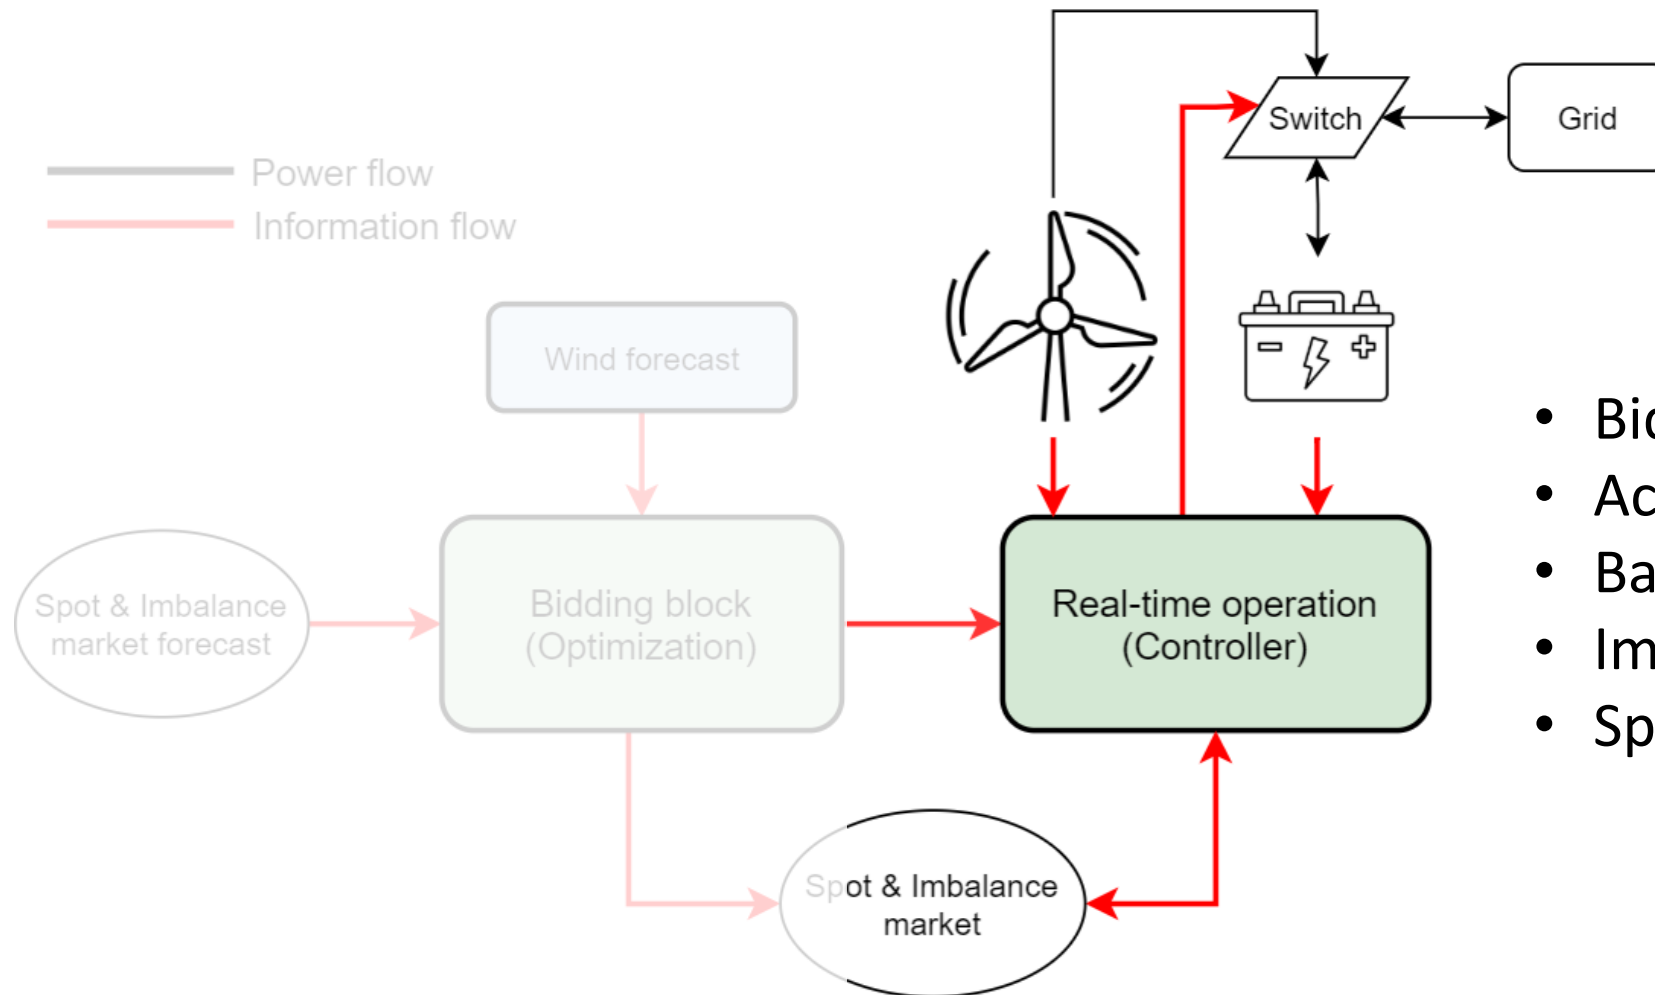 Switch
Grid
Power flow
Information flow
Wind forecast
Spot & Imbalance
market forecast
Bidding block
(Optimization)
Real-time operation
(Controller)
Spot & Imbalance
market